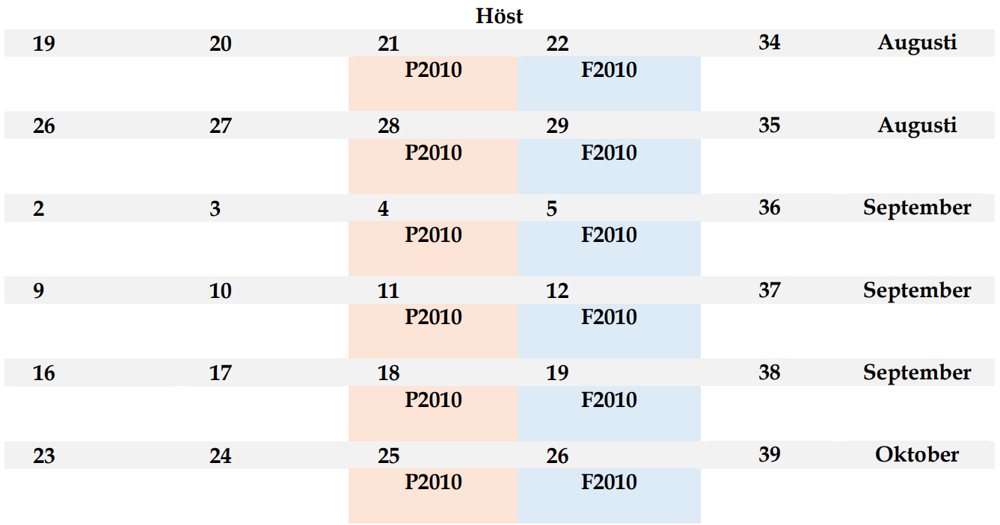 Höst
19 20 21 22 34 Augusti
P2010 F2010
26 27 28 29 35 Augusti
P2010 F2010
2 3 4 5 36 September
P2010 F2010
9 10 11 12 37 September
P2010 F2010
16 17 18 19 38 September
P2010 F2010
23 24 25 26 39 Oktober
P2010 F2010